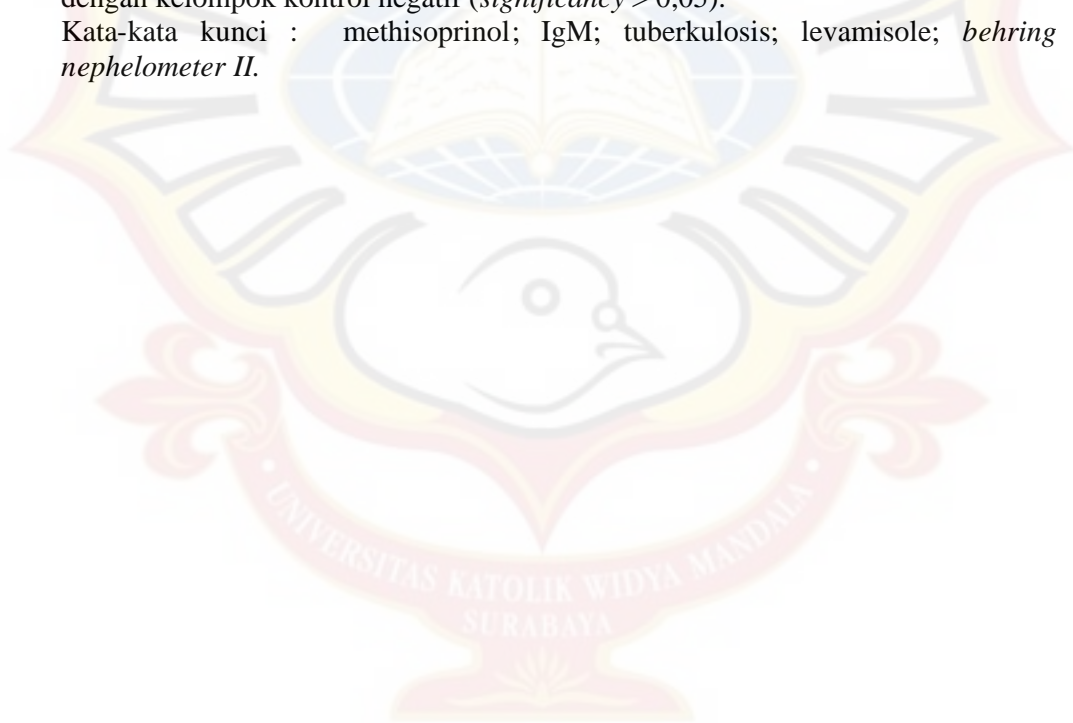 dengan kelompok kontrol negatif (significancy > 0,05).
Kata-kata kunci : methisoprinol; IgM; tuberkulosis; levamisole; behring
nephelometer II.
UNIVERSITAS KATOLIK WIDYA MANDALA
SURABAYA